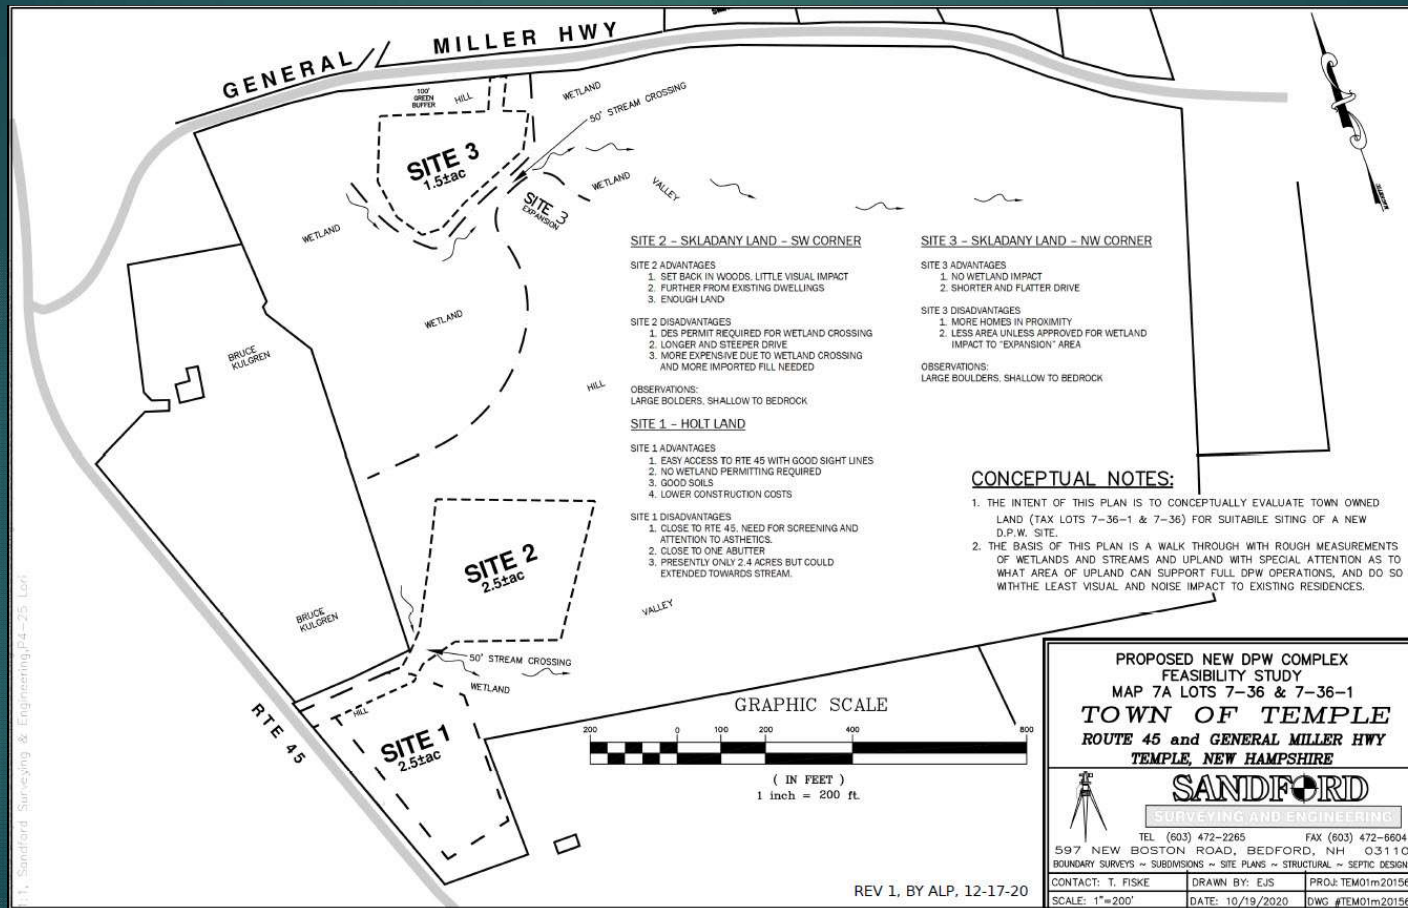 GENERAL MILLER HWY
100'
GREEN
BUFFER
HILL
WETLAND
50' STREAM CROSSING
SITE 3
1.5±ac
WETLAND
VALLEY
SITE 3
EXPANSION
WETLAND
WETLAND
BRUCE
KULGREN
HILL
SITE 2 - SKLADANY LAND - SW CORNER
SITE 2 ADVANTAGES
1. SET BACK IN WOODS, LITTLE VISUAL IMPACT
2. FURTHER FROM EXISTING DWELLINGS
3. ENOUGH LAND
SITE 2 DISADVANTAGES
1. DES PERMIT REQUIRED FOR WETLAND CROSSING
2. LONGER AND STEEPER DRIVE
3. MORE EXPENSIVE DUE TO WETLAND CROSSING
AND MORE IMPORTED FILL NEEDED
OBSERVATIONS:
LARGE BOLDERS, SHALLOW TO BEDROCK
SITE 1 - HOLT LAND
SITE 1 ADVANTAGES
1. EASY ACCESS TO RTE 45 WITH GOOD SIGHT LINES
2. NO WETLAND PERMITTING REQUIRED
3. GOOD SOILS
4. LOWER CONSTRUCTION COSTS
SITE 1 DISADVANTAGES
1. CLOSE TO RTE 45, NEED FOR SCREENING AND
ATTENTION TO ASTHETICS.
2. CLOSE TO ONE ABUTTER
3. PRESENTLY ONLY 2.4 ACRES BUT COULD
EXTENDED TOWARDS STREAM.
SITE 3 - SKLADANY LAND - NW CORNER
SITE 3 ADVANTAGES
1. NO WETLAND IMPACT
2. SHORTER AND FLATTER DRIVE
SITE 3 DISADVANTAGES
1. MORE HOMES IN PROXIMITY
2. LESS AREA UNLESS APPROVED FOR WETLAND
IMPACT TO "EXPANSION" AREA
OBSERVATIONS:
LARGE BOULDERS, SHALLOW TO BEDROCK
CONCEPTUAL NOTES:
1. THE INTENT OF THIS PLAN IS TO CONCEPTUALLY EVALUATE TOWN OWNED
LAND (TAX LOTS 7-36-1 & 7-36) FOR SUITABILE SITING OF A NEW
D.P.W. SITE.
2. THE BASIS OF THIS PLAN IS A WALK THROUGH WITH ROUGH MEASUREMENTS
OF WETLANDS AND STREAMS AND UPLAND WITH SPECIAL ATTENTION AS TO
WHAT AREA OF UPLAND CAN SUPPORT FULL DPW OPERATIONS, AND DO SO
WITHTHE LEAST VISUAL AND NOISE IMPACT TO EXISTING RESIDENCES.
SITE 2
2.5±ac
VALLEY
BRUCE
KULGREN
50' STREAM CROSSING
WETLAND
HILL
SITE 1
2.5±ac
RTE 45
GRAPHIC SCALE
200 0 100 200 400 800
( IN FEET )
1 inch = 200 ft.
REV 1, BY ALP, 12-17-20
PROPOSED NEW DPW COMPLEX
FEASIBILITY STUDY
MAP 7A LOTS 7-36 & 7-36-1
TOWN OF TEMPLE
ROUTE 45 and GENERAL MILLER HWY
TEMPLE, NEW HAMPSHIRE
SANDFORD
SURVEYING AND ENGINEERING
TEL (603) 472-2265 FAX (603) 472-6604
597 NEW BOSTON ROAD, BEDFORD, NH 03110
BOUNDARY SURVEYS ~ SUBDIVISIONS ~ SITE PLANS ~ STRUCTURAL ~ SEPTIC DESIGN
CONTACT: T. FISKE DRAWN BY: EJS PROJ: TEM01m20156
SCALE: 1"=200' DATE: 10/19/2020 DWG #TEM01m20156
1:1, Sandford Surveying & Engineering,P4-25 Lori